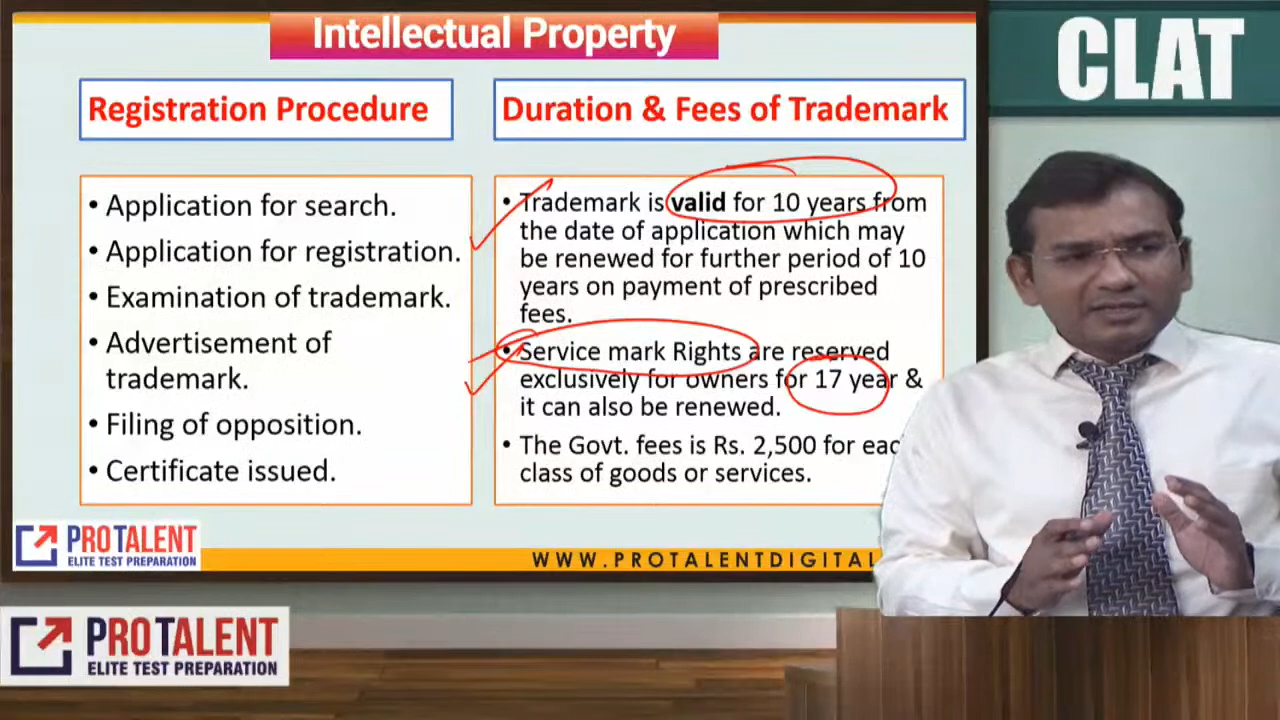 Intellectual Property
CLAT
Registration Procedure
• Application for search.
• Application for registration.
• Examination of trademark.
• Advertisement of
trademark.
• Filing of opposition.
• Certificate issued.
Duration & Fees of Trademark
• Trademark is valid for 10 years from
the date of application which may
be renewed for further period of 10
years on payment of prescribed
fees.
• Service mark Rights are reserved
exclusively for owners for 17 year &
it can also be renewed.
• The Govt. fees is Rs. 2,500 for eac
class of goods or services.
PROTALENT
ELITE TEST PREPARATION
WWW.PROTALENTDIGITAL
PROTALENT
ELITE TEST PREPARATION